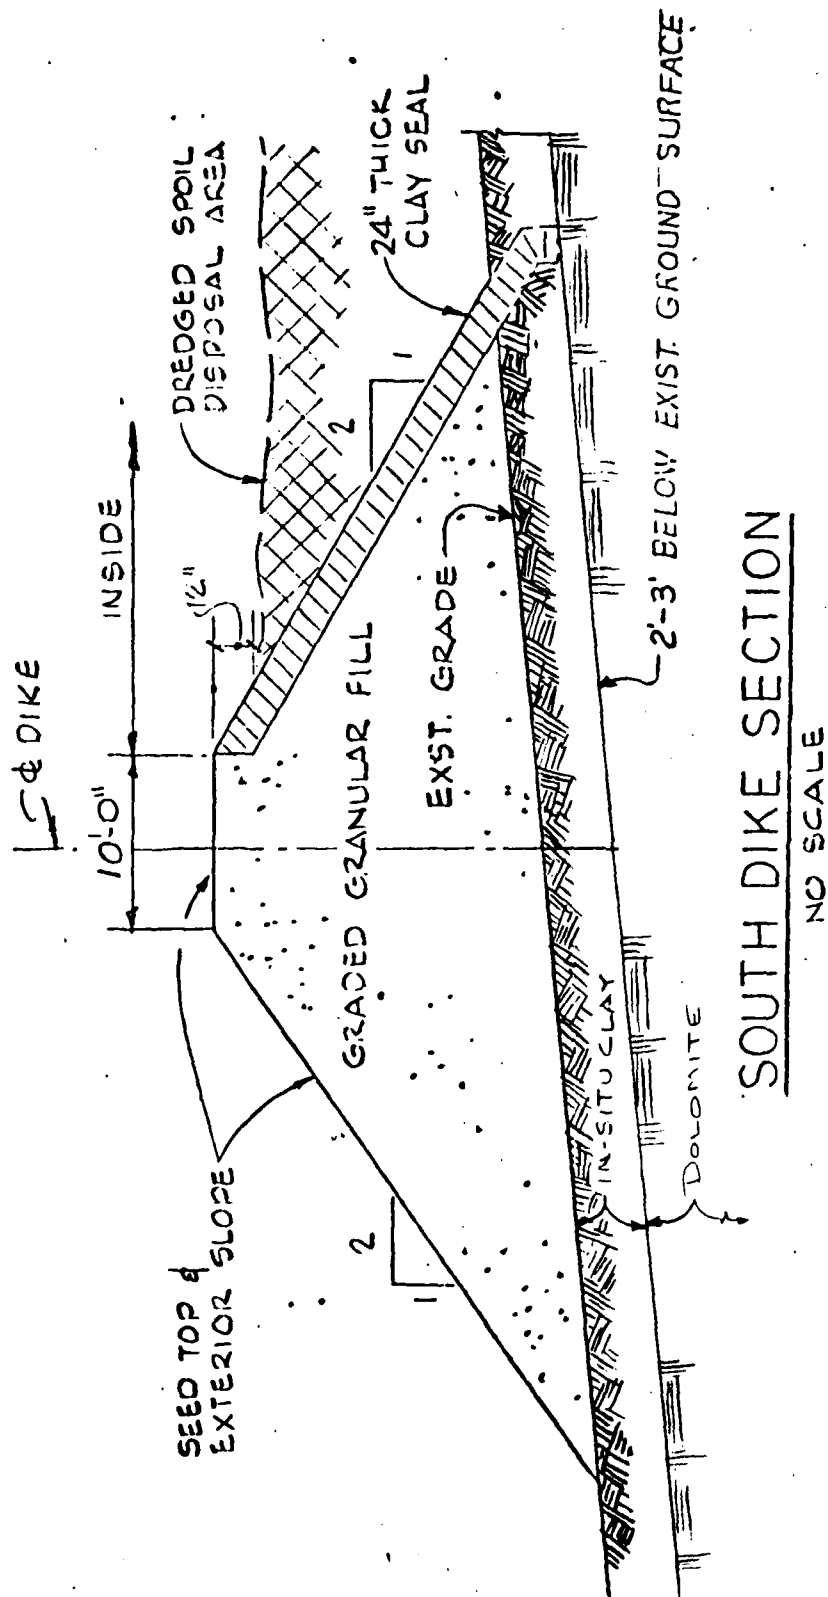 ℄ DIKE
10'-0"
INSIDE
12"
DREDGED SPOIL
DISPOSAL AREA
SEED TOP &
EXTERIOR SLOPE
24" THICK
CLAY SEAL
2
1
2
1
GRADED GRANULAR FILL
EXST. GRADE
IN-SITU CLAY
DOLOMITE
2'-3' BELOW EXIST. GROUND SURFACE
SOUTH DIKE SECTION
NO SCALE